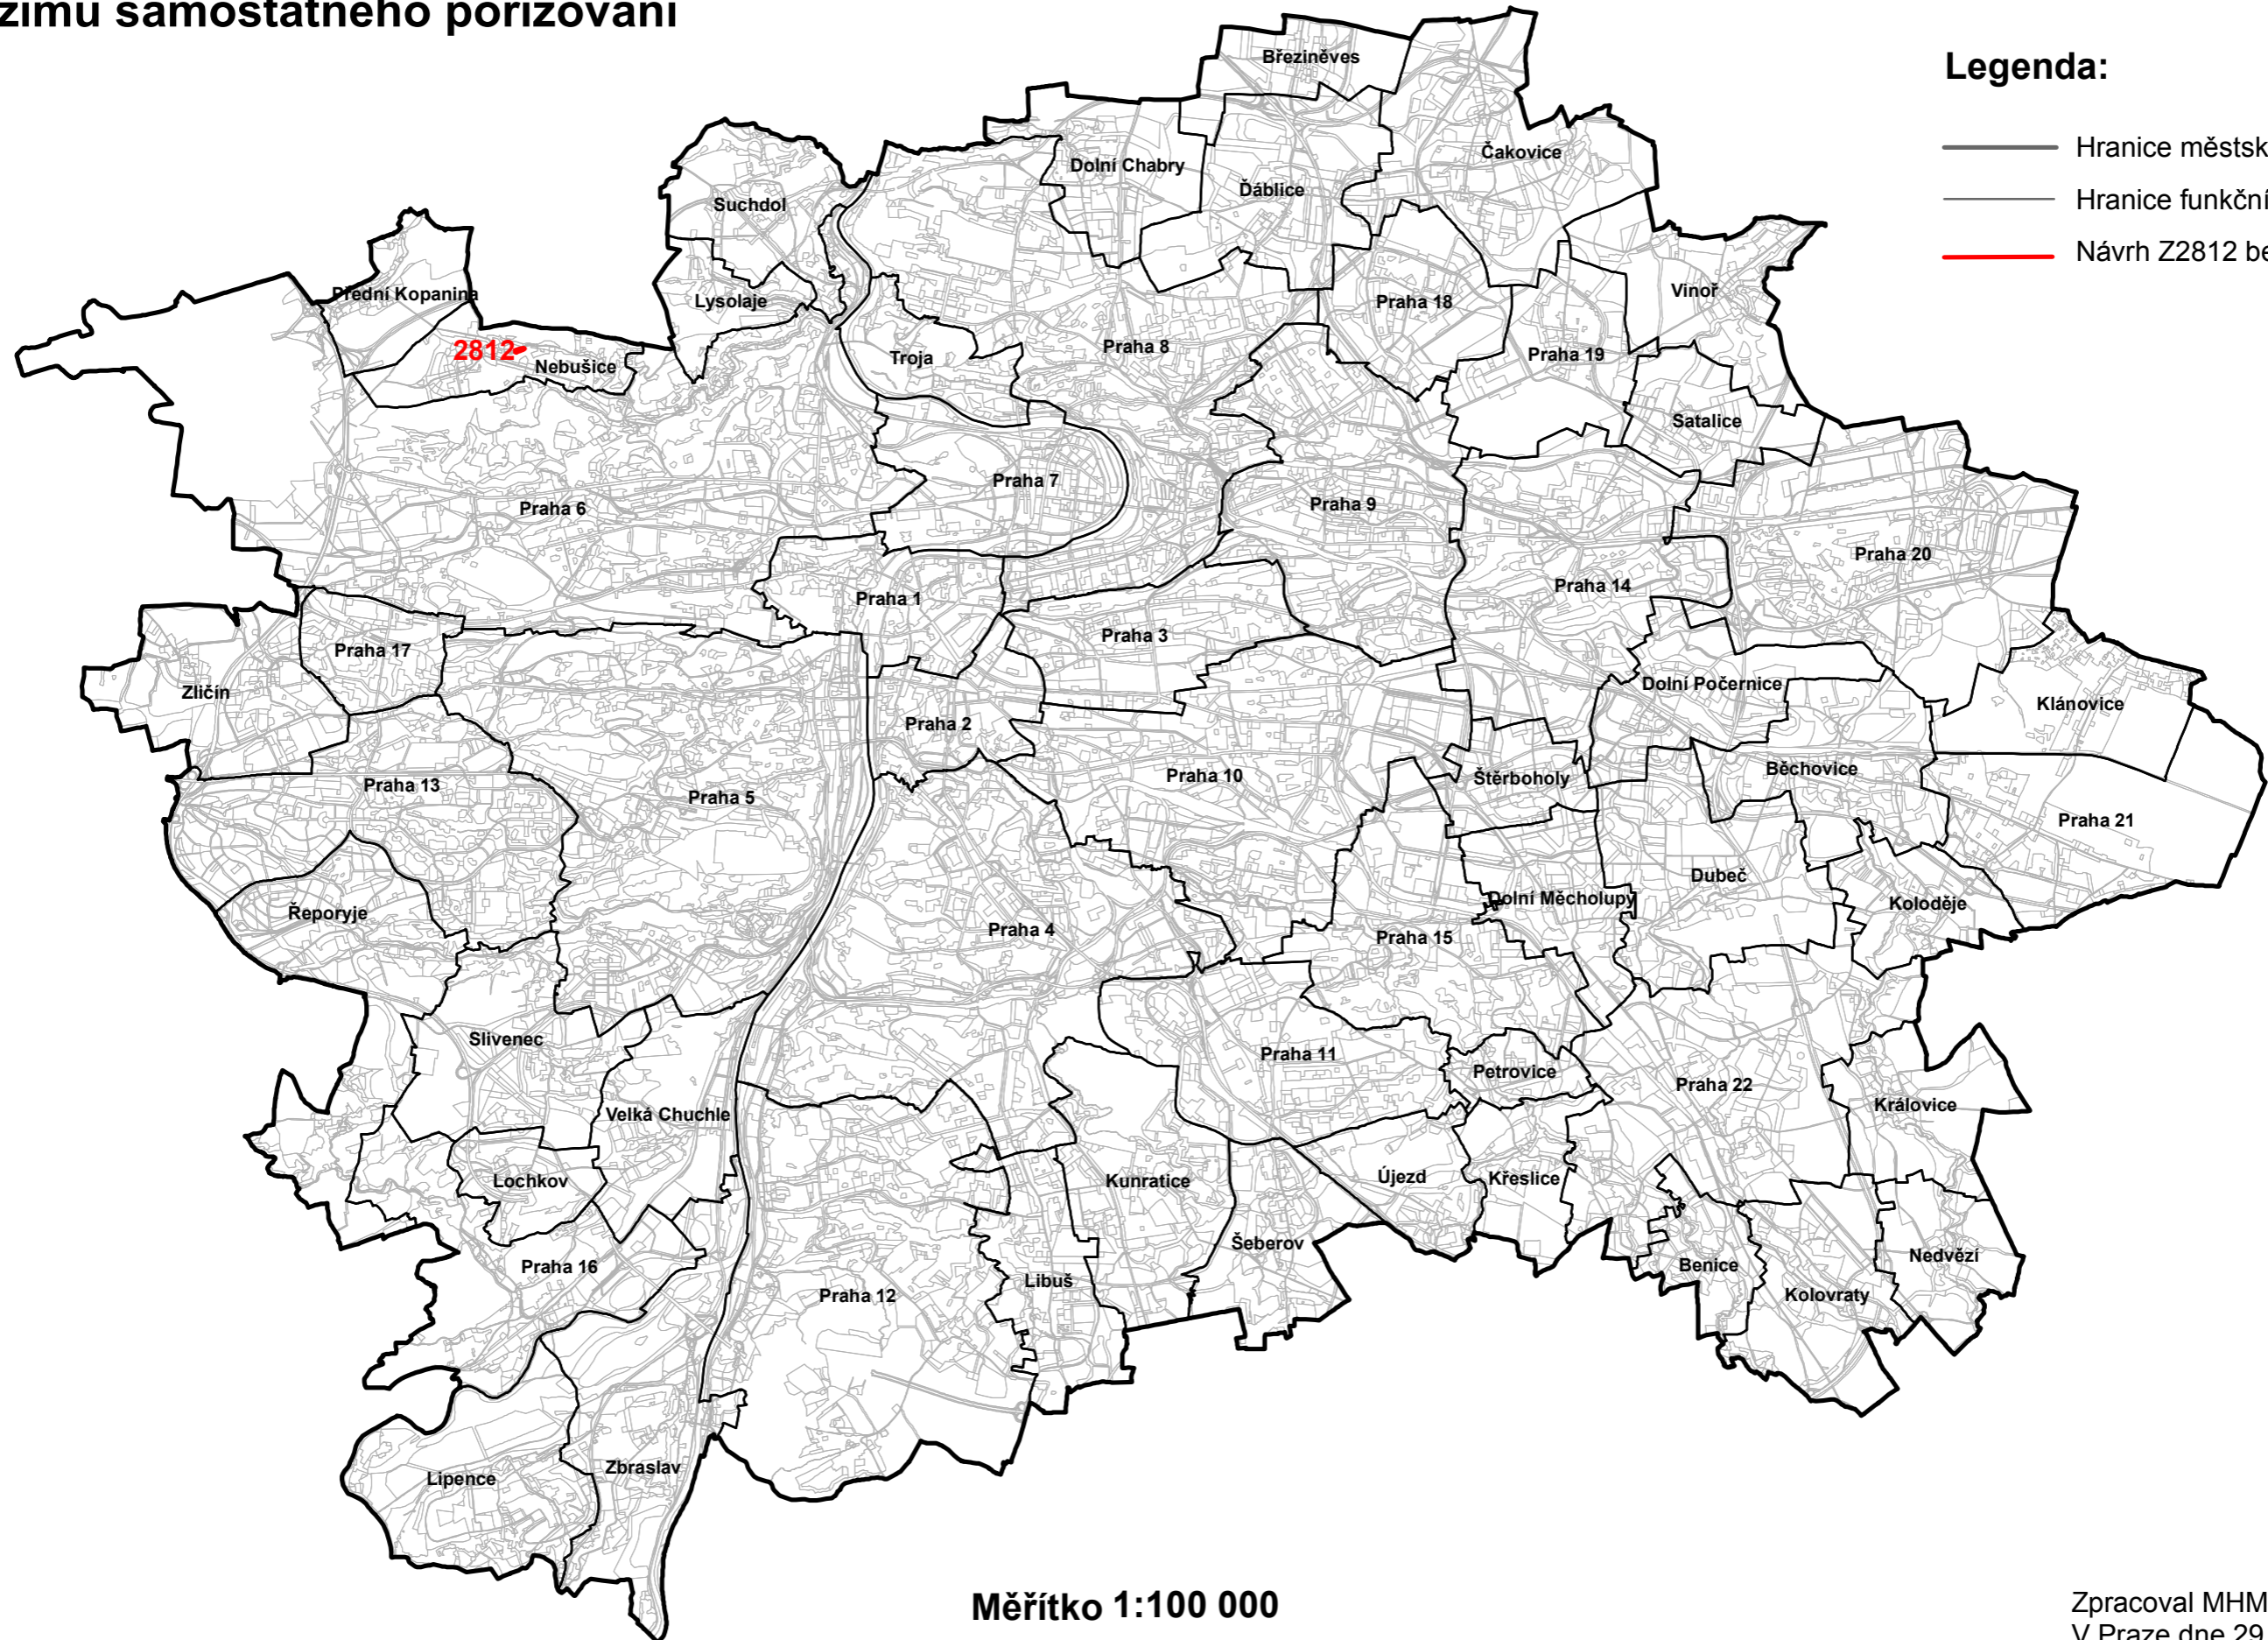 zimu samostatného pořizování
Legenda:
Hranice městsk
Hranice funkční
Návrh Z2812 be
Březiněves
Čakovice
Dolní Chabry
Ďáblice
Suchdol
Přední Kopanina
Lysolaje
Vinoř
Praha 18
2812
Nebušice
Troja
Praha 8
Praha 19
Satalice
Praha 7
Praha 6
Praha 9
Praha 20
Praha 14
Praha 1
Praha 3
Praha 17
Zličín
Dolní Počernice
Klánovice
Praha 2
Praha 13
Praha 5
Praha 10
Štěrboholy
Běchovice
Praha 21
Dubeč
Řeporyje
Dolní Měcholupy
Koloděje
Praha 4
Praha 15
Slivenec
Praha 11
Petrovice
Praha 22
Královice
Velká Chuchle
Lochkov
Kunratice
Újezd
Křeslice
Šeberov
Praha 16
Libuš
Benice
Nedvězí
Praha 12
Kolovraty
Lipence
Zbraslav
Měřítko 1:100 000
Zpracoval MHM
V Praze dne 29